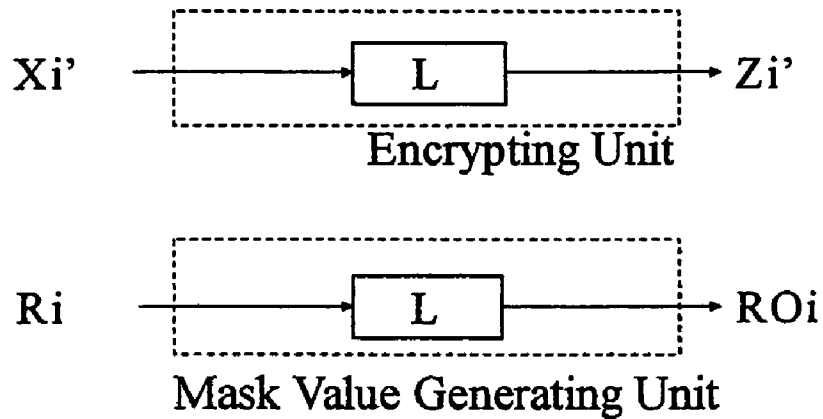 Xi' L Zi'
Encrypting Unit
Ri L ROi
Mask Value Generating Unit